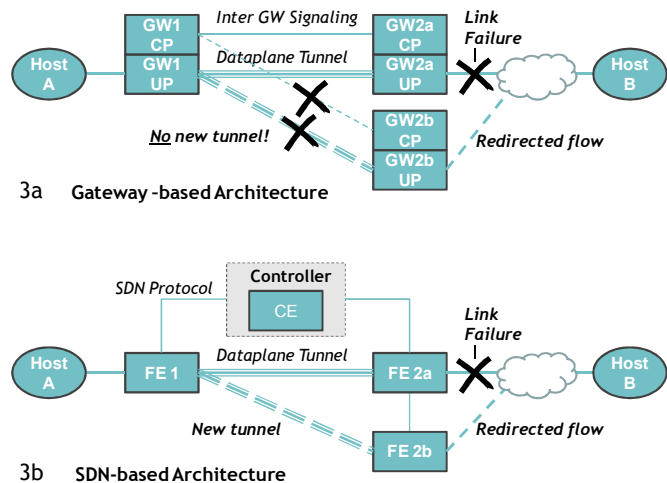 GW1
CP
Inter GW Signaling
GW2a
CP
Link
Failure
Host
A
GW1
UP
Dataplane Tunnel
GW2a
UP
Host
B
No new tunnel!
GW2b
CP
GW2b
UP
Redirected flow
3a Gateway -based Architecture
Controller
SDN Protocol
CE
Link
Failure
Host
A
FE 1
Dataplane Tunnel
FE 2a
Host
B
New tunnel
FE 2b
Redirected flow
3b SDN-based Architecture